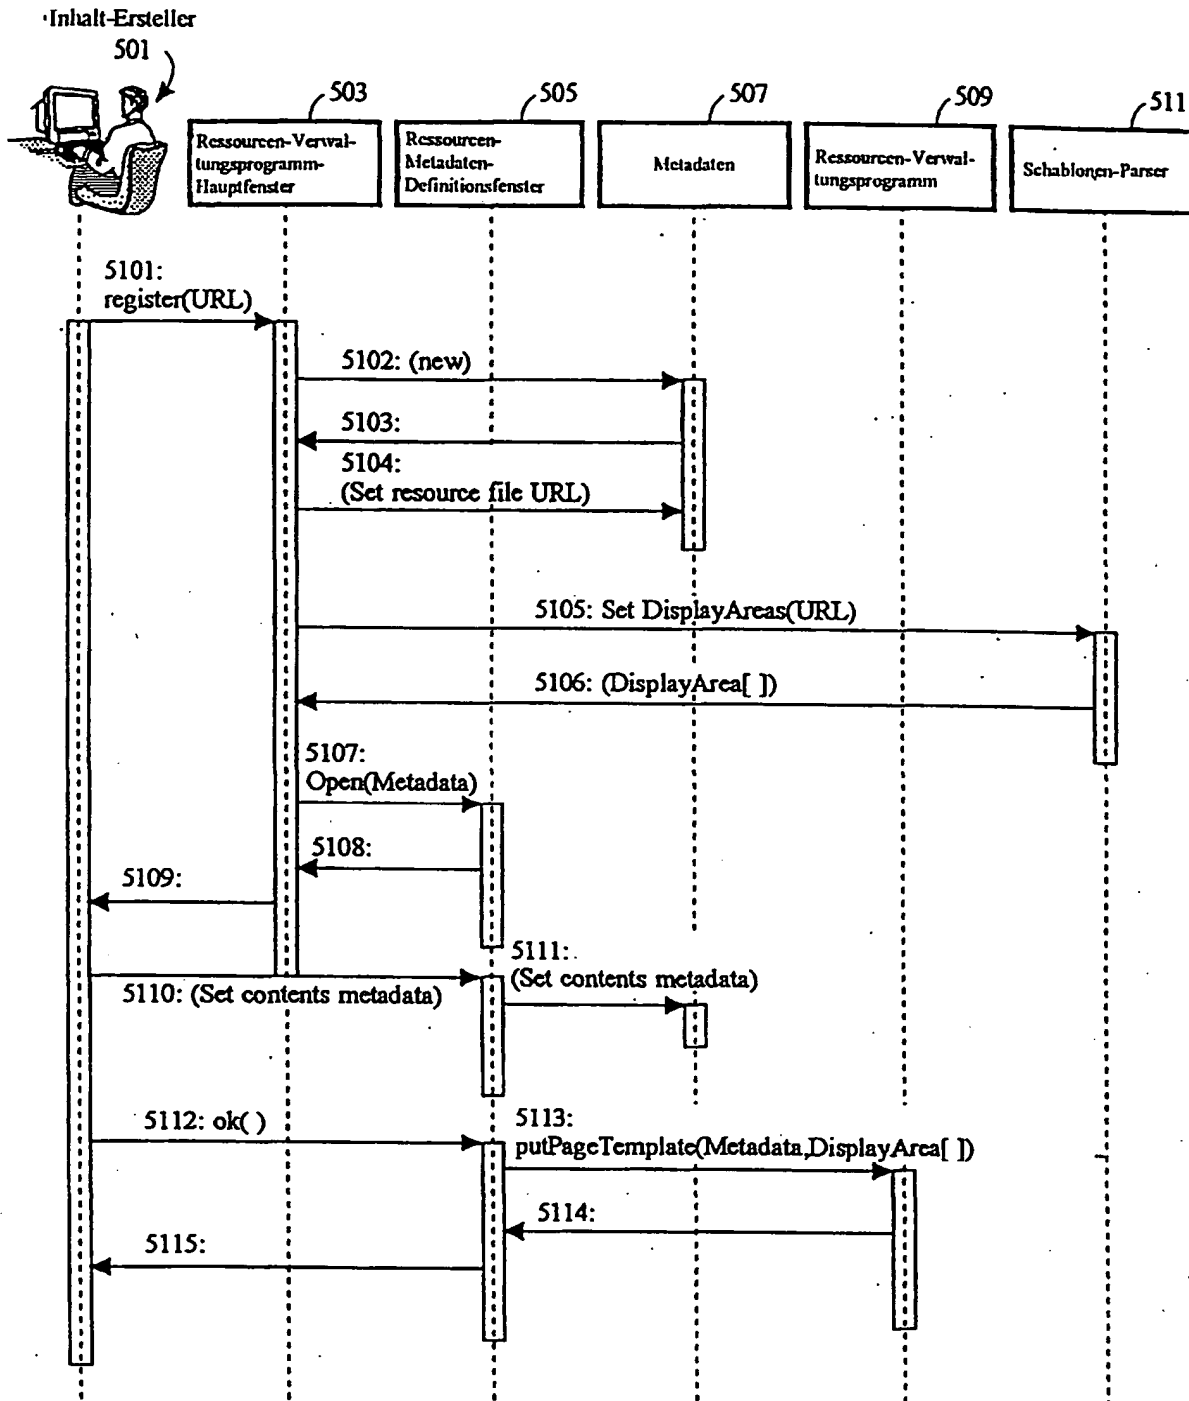 Inhalt-Ersteller
501
503
505
507
509
511
Ressourcen-Verwal-
tungsprogramm-
Hauptfenster
Ressourcen-
Metadaten-
Definitionsfenster
Metadaten
Ressourcen-Verwal-
tungsprogramm
Schablonen-Parser
5101:
register(URL)
5102: (new)
5103:
5104:
(Set resource file URL)
5105: Set DisplayAreas(URL)
5106: (DisplayArea[ ])
5107:
Open(Metadata)
5108:
5109:
5110: (Set contents metadata)
5111:
(Set contents metadata)
5112: ok( )
5113:
putPageTemplate(Metadata,DisplayArea[ ])
5114:
5115: